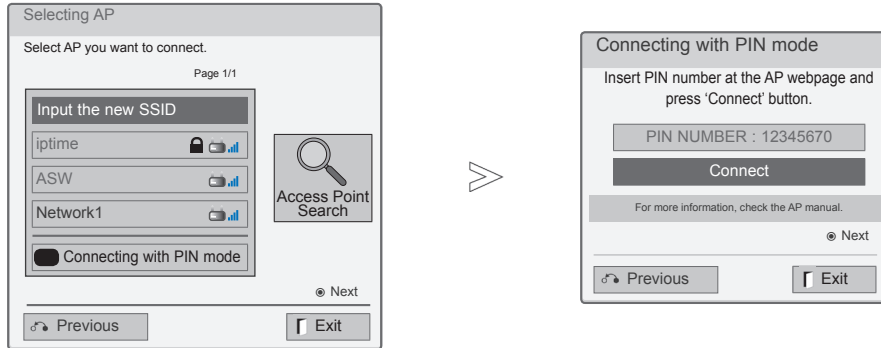 Selecting AP
Select AP you want to connect.
Page 1/1
Input the new SSID
iptime
ASW
Network1
Connecting with PIN mode
Access Point
Search
Next
Previous
Exit
Connecting with PIN mode
Insert PIN number at the AP webpage and
press ‘Connect’ button.
PIN NUMBER : 12345670
Connect
For more information, check the AP manual.
Next
Previous
Exit